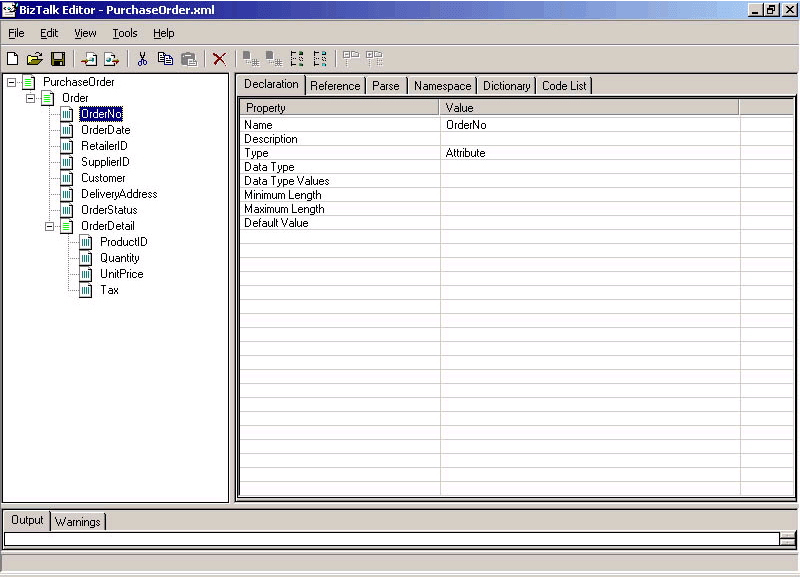 BizTalk Editor - PurchaseOrder.xml
File Edit View Tools Help
PurchaseOrder
Order
OrderNo
OrderDate
RetailerID
SupplierID
Customer
DeliveryAddress
OrderStatus
OrderDetail
ProductID
Quantity
UnitPrice
Tax
Declaration Reference Parse Namespace Dictionary Code List
Property Value
Name OrderNo
Description
Type Attribute
Data Type
Data Type Values
Minimum Length
Maximum Length
Default Value
Output Warnings